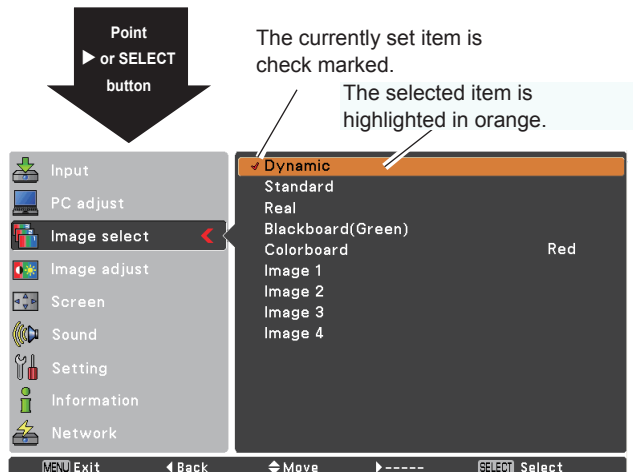 Point
▶ or SELECT
button
The currently set item is
check marked.
The selected item is
highlighted in orange.
Input
PC adjust
Image select
Image adjust
Screen
Sound
Setting
Information
Network
Dynamic
Standard
Real
Blackboard(Green)
Colorboard Red
Image 1
Image 2
Image 3
Image 4
MENU Exit ◀Back ◆Move ▶----- SELECT Select